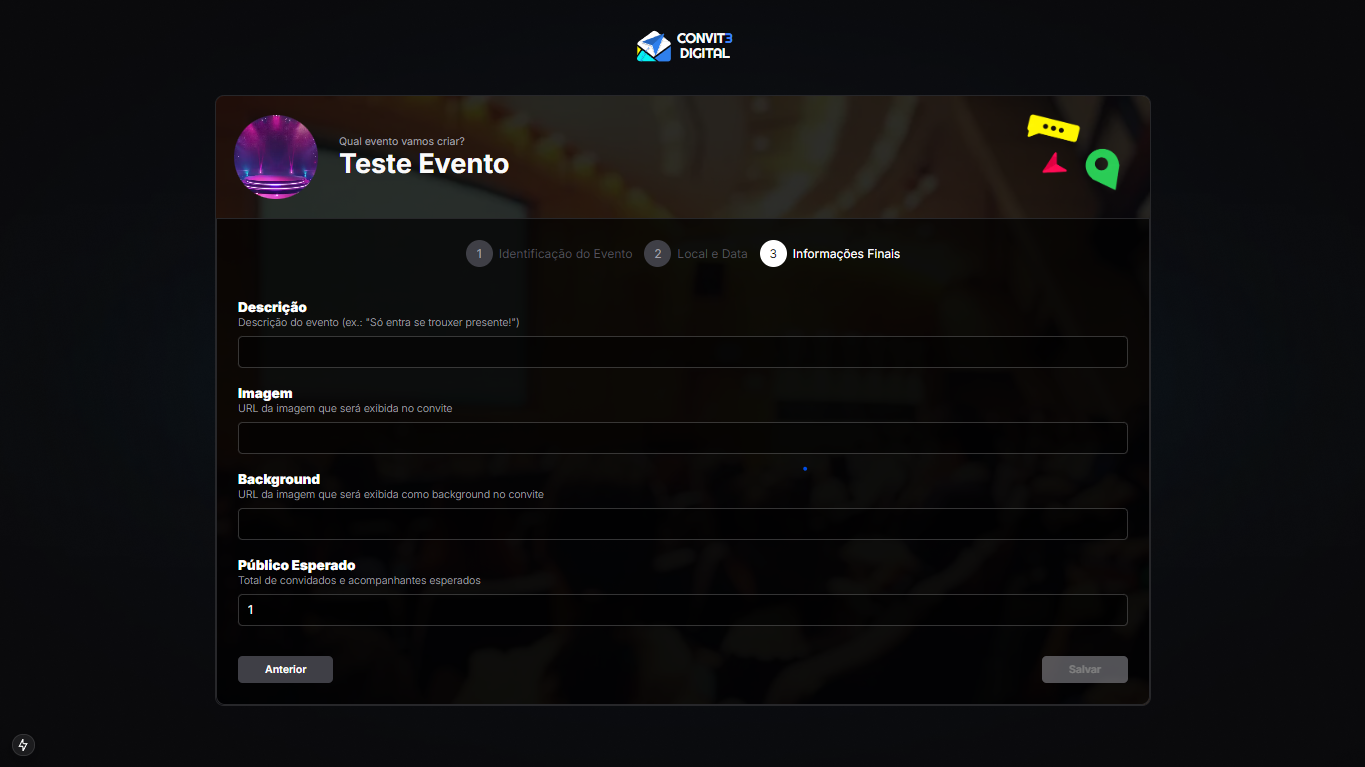 CONVIT3
DIGITAL
Qual evento vamos criar?
Teste Evento
1 Identificação do Evento 2 Local e Data 3 Informações Finais
Descrição
Descrição do evento (ex.: "Só entra se trouxer presente!")
Imagem
URL da imagem que será exibida no convite
Background
URL da imagem que será exibida como background no convite
Público Esperado
Total de convidados e acompanhantes esperados
1
Anterior Salvar